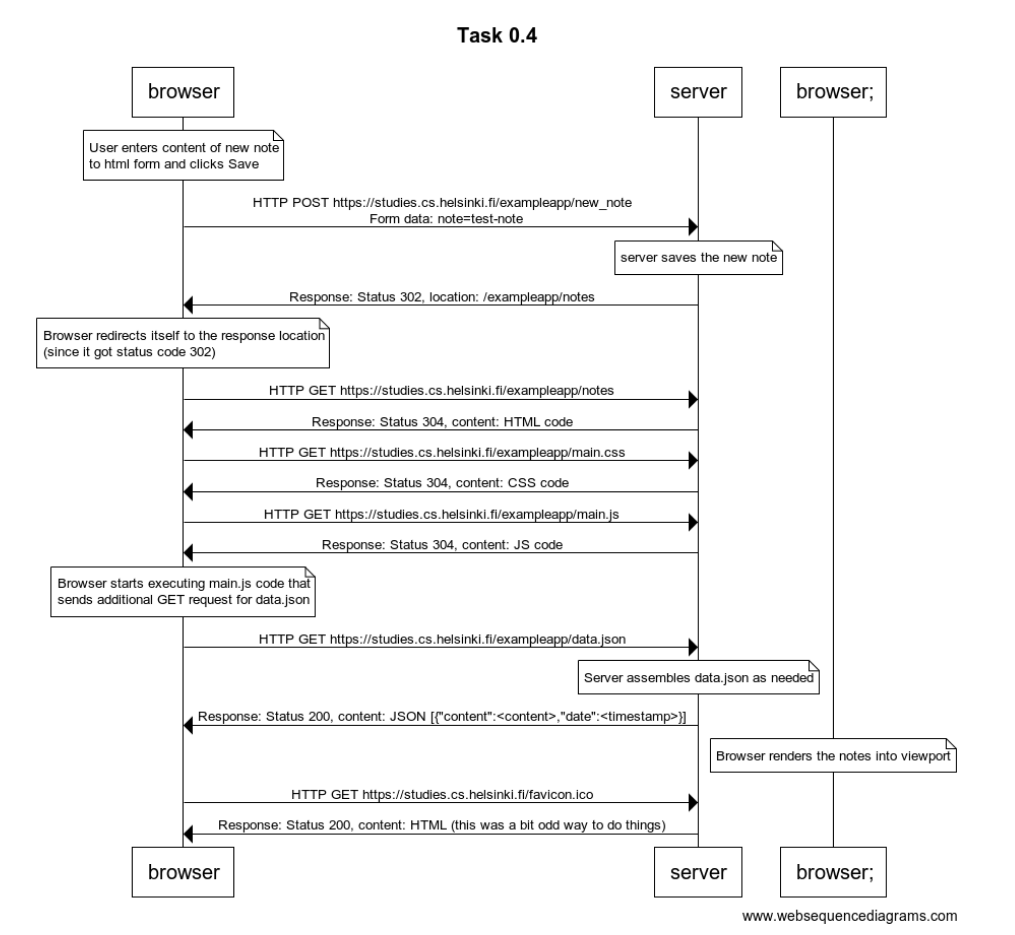 Task 0.4
browser
server
browser;
User enters content of new note
to html form and clicks Save
HTTP POST https://studies.cs.helsinki.fi/exampleapp/new_note
Form data: note=test-note
server saves the new note
Response: Status 302, location: /exampleapp/notes
Browser redirects itself to the response location
(since it got status code 302)
HTTP GET https://studies.cs.helsinki.fi/exampleapp/notes
Response: Status 304, content: HTML code
HTTP GET https://studies.cs.helsinki.fi/exampleapp/main.css
Response: Status 304, content: CSS code
HTTP GET https://studies.cs.helsinki.fi/exampleapp/main.js
Response: Status 304, content: JS code
Browser starts executing main.js code that
sends additional GET request for data.json
HTTP GET https://studies.cs.helsinki.fi/exampleapp/data.json
Server assembles data.json as needed
Response: Status 200, content: JSON [{"content":<content>,"date":<timestamp>}]
Browser renders the notes into viewport
HTTP GET https://studies.cs.helsinki.fi/favicon.ico
Response: Status 200, content: HTML (this was a bit odd way to do things)
browser
server
browser;
www.websequencediagrams.com